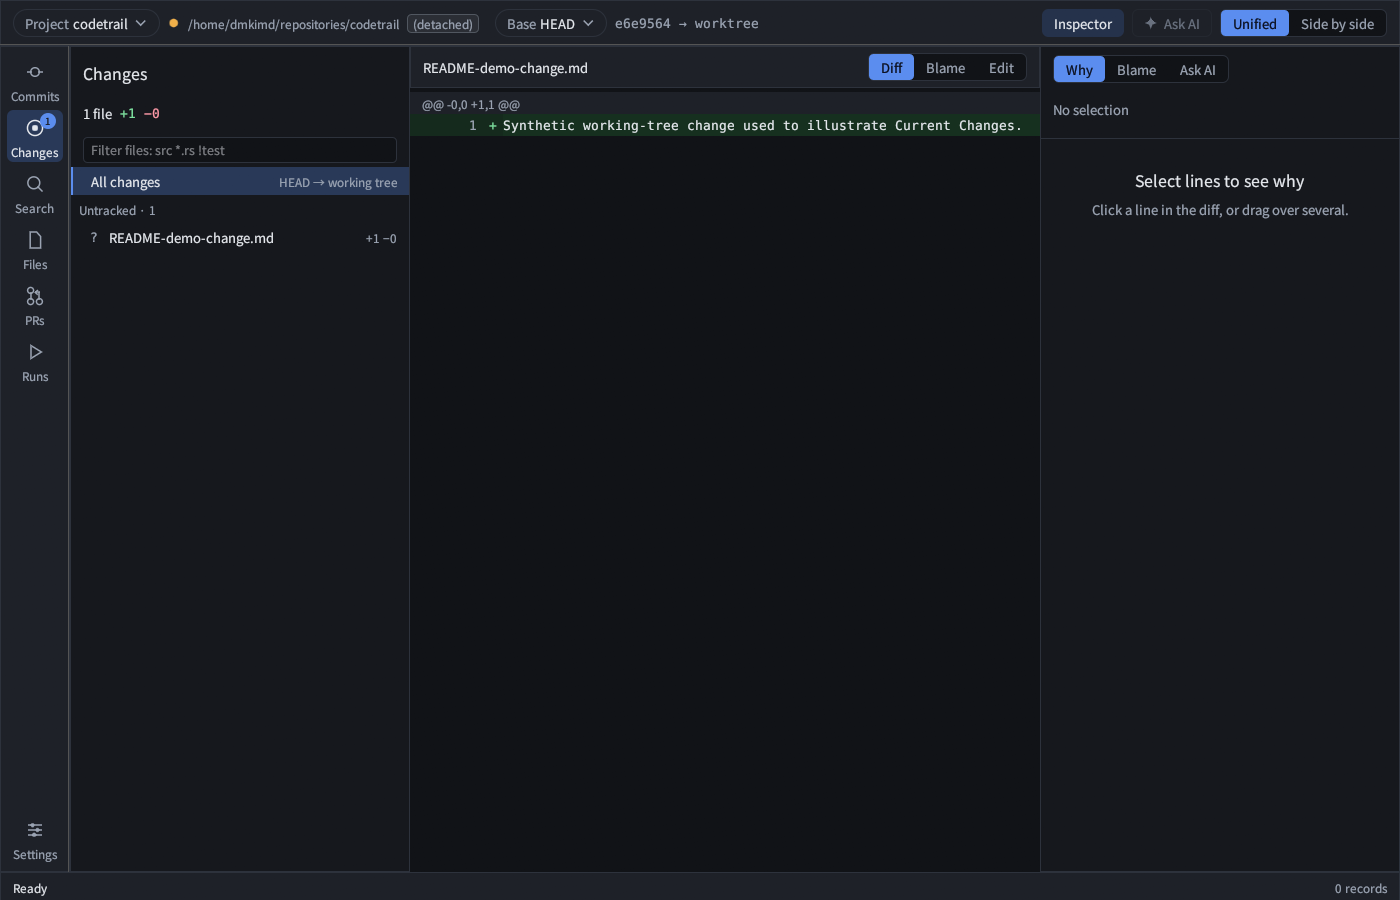 Project codetrail
/home/dmkimd/repositories/codetrail (detached)
Base HEAD
e6e9564 → worktree
Inspector
Ask AI
Unified
Side by side
Commits
1
Changes
Search
Files
PRs
Runs
Settings
Changes
1 file +1 −0
Filter files: src *.rs !test
All changes HEAD → working tree
Untracked · 1
? README-demo-change.md +1 −0
README-demo-change.md
Diff Blame Edit
@@ -0,0 +1,1 @@
1 + Synthetic working-tree change used to illustrate Current Changes.
Why Blame Ask AI
No selection
Select lines to see why
Click a line in the diff, or drag over several.
Ready
0 records